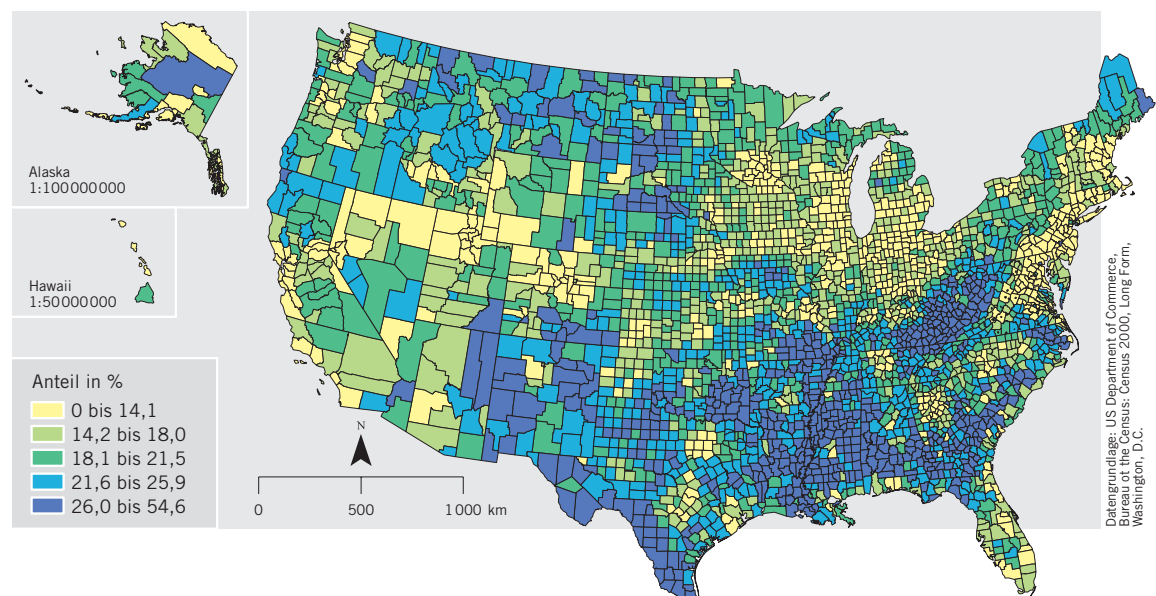 Alaska
1:100000000
Hawaii
1:50000000
Anteil in %
0 bis 14,1
14,2 bis 18,0
18,1 bis 21,5
21,6 bis 25,9
26,0 bis 54,6
N
0 500 1000 km
Datengrundlage: US Department of Commerce,
Bureau ot the Census: Census 2000, Long Form,
Washington, D.C.